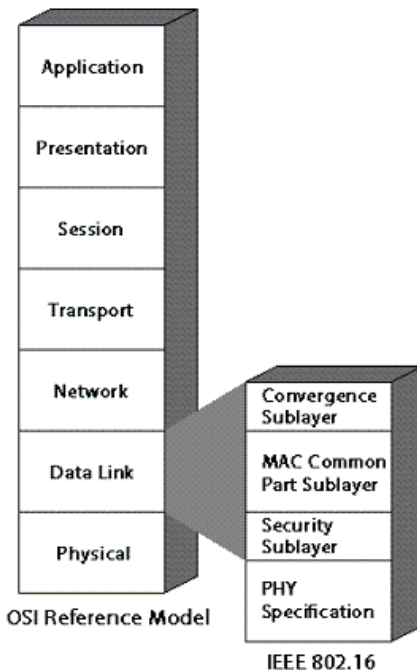 Application
Presentation
Session
Transport
Network
Data Link
Physical
OSI Reference Model
Convergence
Sublayer
MAC Common
Part Sublayer
Security
Sublayer
PHY
Specification
IEEE 802.16